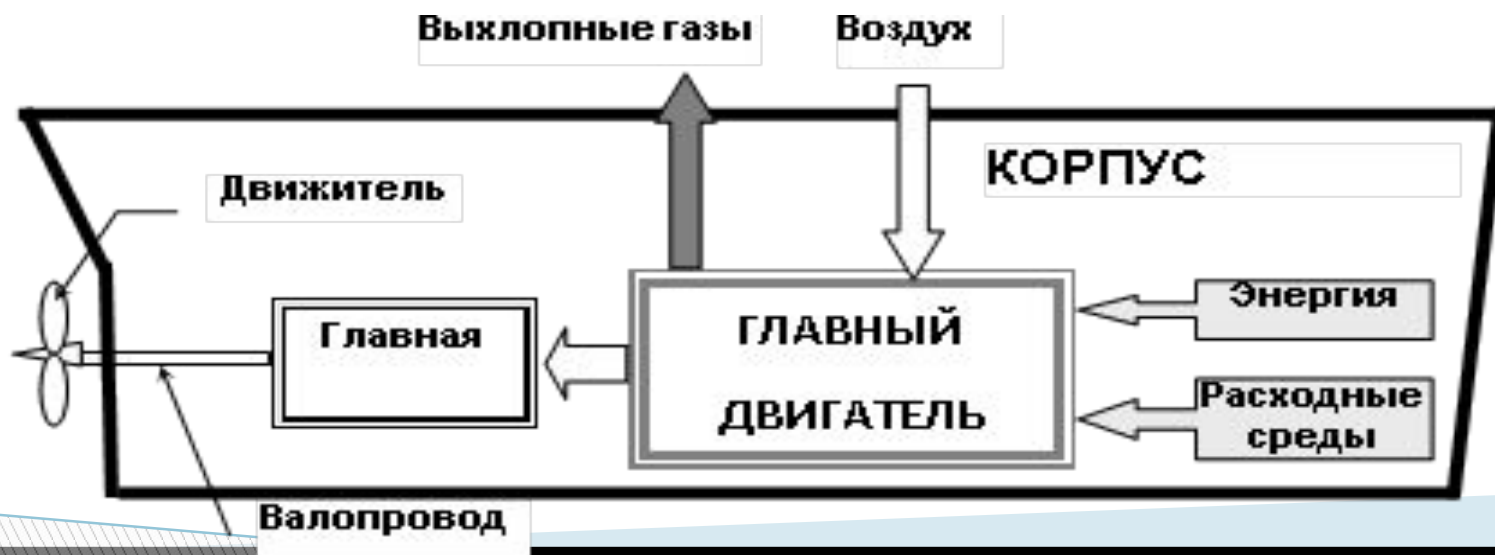 Выхлопные газы
Воздух
КОРПУС
Движитель
Главная
ГЛАВНЫЙ
ДВИГАТЕЛЬ
Энергия
Расходные
среды
Валопровод